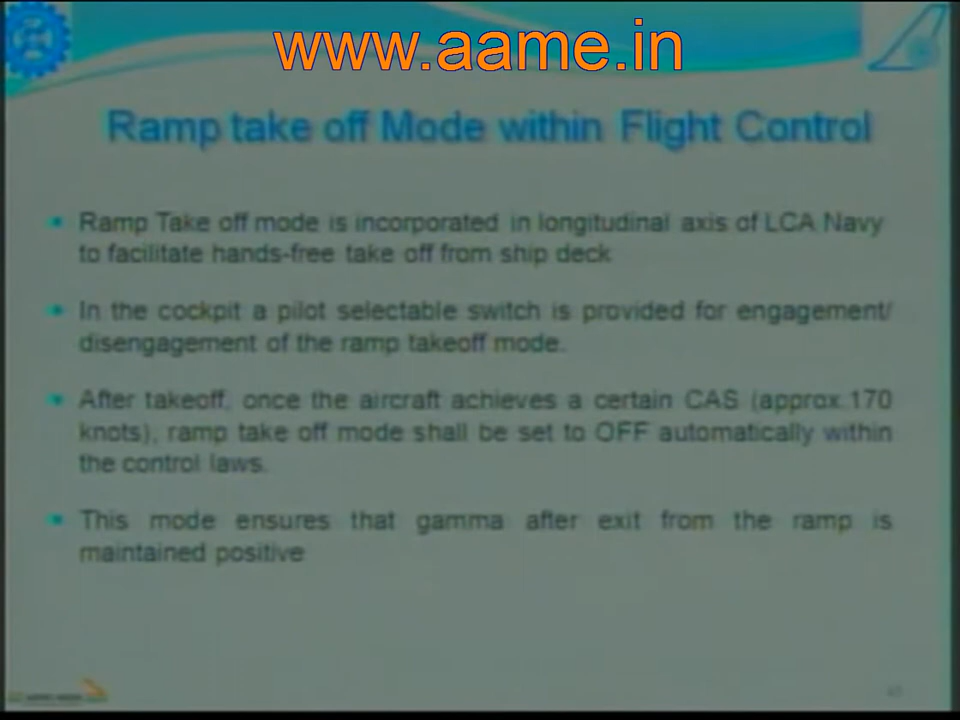 www.aame.in
Ramp take off Mode within Flight Control
Ramp Take off mode is incorporated in longitudinal axis of LCA Navy
to facilitate hands-free take off from ship deck
In the cockpit a pilot selectable switch is provided for engagement/
disengagement of the ramp takeoff mode.
After takeoff, once the aircraft achieves a certain CAS (approx.170
knots), ramp take off mode shall be set to OFF automatically within
the control laws.
This mode ensures that gamma after exit from the ramp is
maintained positive